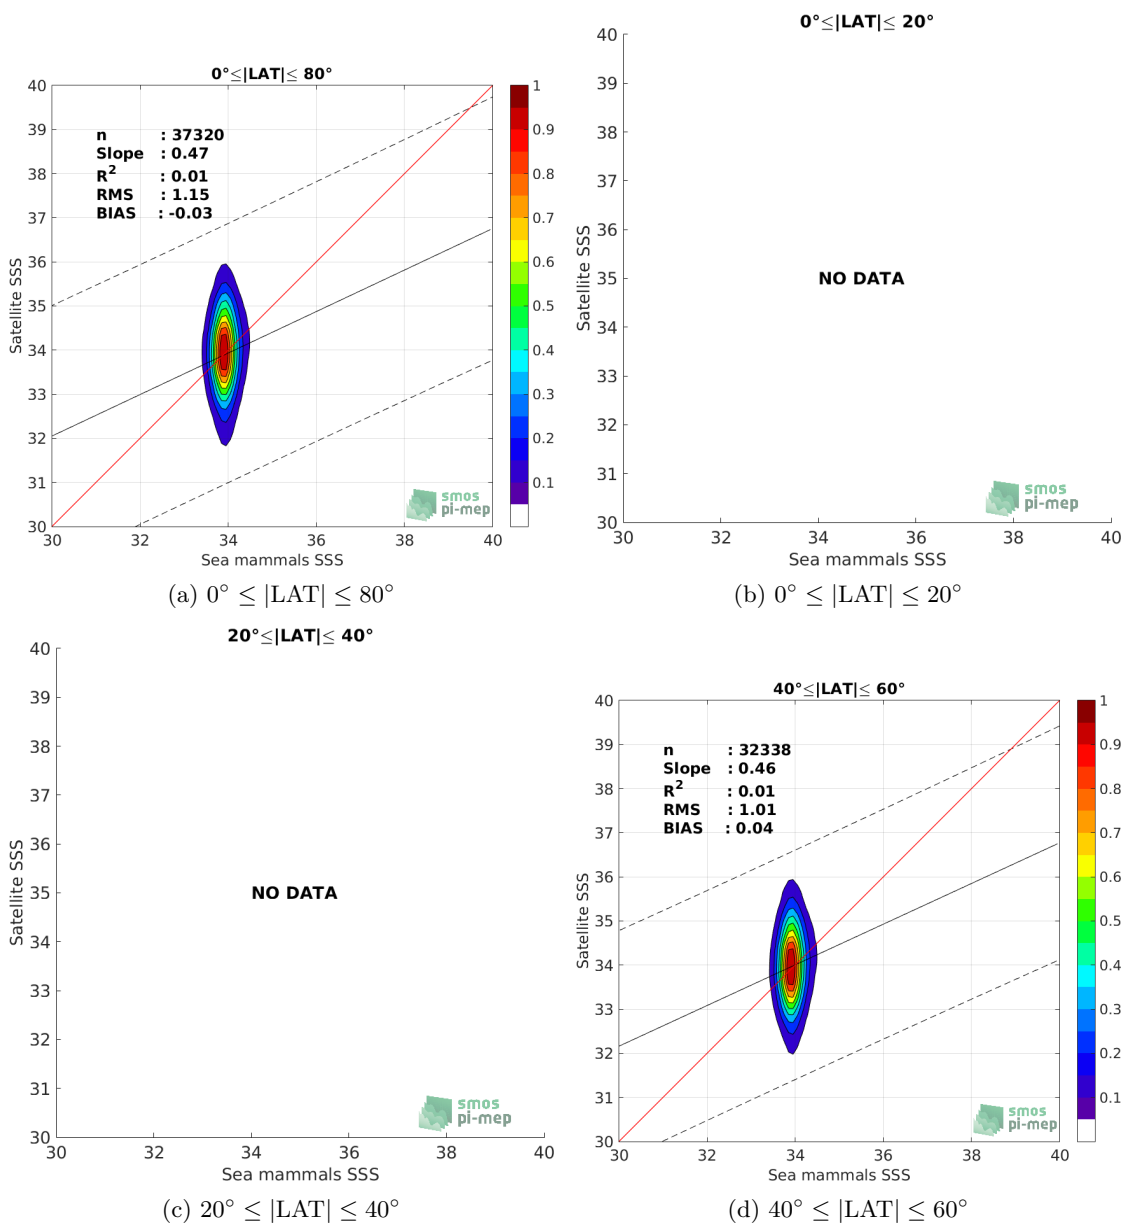 0°≤|LAT|≤ 80°
40
39
38
37
36
35
34
33
32
31
30
Satellite SSS
n : 37320
Slope : 0.47
R² : 0.01
RMS : 1.15
BIAS : -0.03
smos
pi-mep
30 32 34 36 38 40
Sea mammals SSS
1
0.9
0.8
0.7
0.6
0.5
0.4
0.3
0.2
0.1
(a) 0° ≤ |LAT| ≤ 80°
0°≤|LAT|≤ 20°
40
39
38
37
36
35
34
33
32
31
30
Satellite SSS
NO DATA
smos
pi-mep
30 32 34 36 38 40
Sea mammals SSS
(b) 0° ≤ |LAT| ≤ 20°
20°≤|LAT|≤ 40°
40
39
38
37
36
35
34
33
32
31
30
Satellite SSS
NO DATA
smos
pi-mep
30 32 34 36 38 40
Sea mammals SSS
(c) 20° ≤ |LAT| ≤ 40°
40°≤|LAT|≤ 60°
40
39
38
37
36
35
34
33
32
31
30
Satellite SSS
n : 32338
Slope : 0.46
R² : 0.01
RMS : 1.01
BIAS : 0.04
smos
pi-mep
30 32 34 36 38 40
Sea mammals SSS
1
0.9
0.8
0.7
0.6
0.5
0.4
0.3
0.2
0.1
(d) 40° ≤ |LAT| ≤ 60°